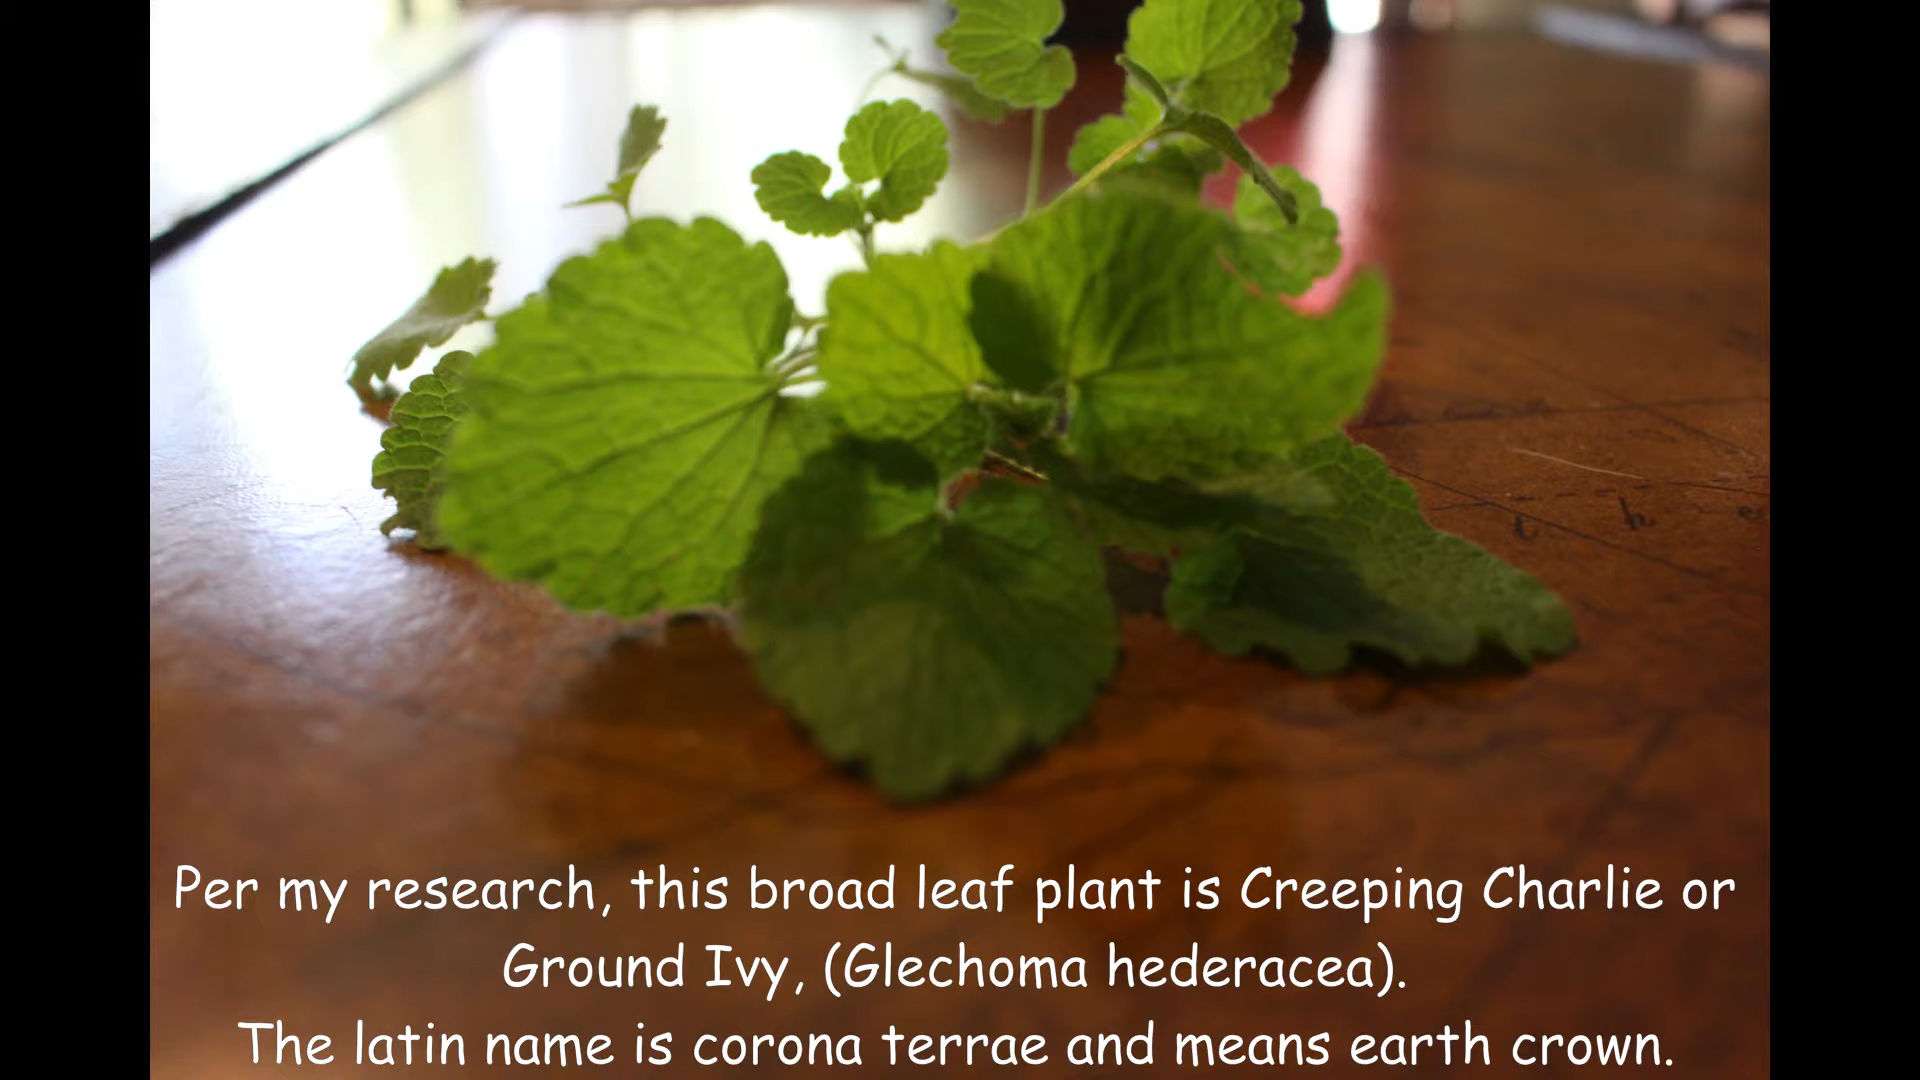 Per my research, this broad leaf plant is Creeping Charlie or
Ground Ivy, (Glechoma hederacea).
The latin name is corona terrae and means earth crown.